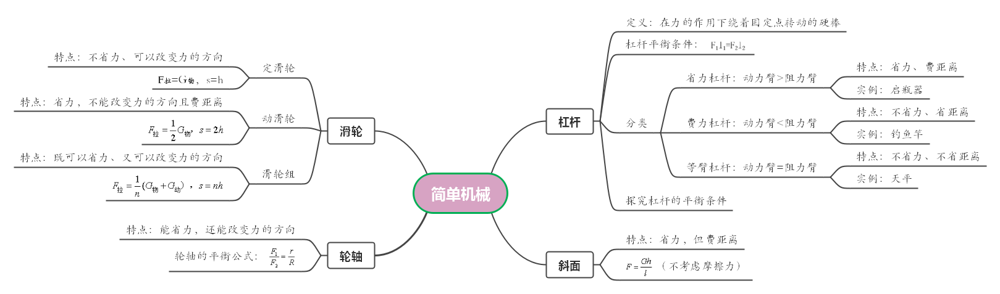 简单机械
杠杆
定义：在力的作用下绕着固定点转动的硬棒
杠杆平衡条件： F₁l₁=F₂l₂
分类
省力杠杆：动力臂>阻力臂
特点：省力、费距离
实例：启瓶器
费力杠杆：动力臂<阻力臂
特点：不省力、省距离
实例：钓鱼竿
等臂杠杆：动力臂=阻力臂
特点：不省力、不省距离
实例：天平
探究杠杆的平衡条件
斜面
特点：省力，但费距离
F=Gh/l （不考虑摩擦力）
滑轮
定滑轮
特点：不省力、可以改变力的方向
F拉=G物，s=h
动滑轮
特点：省力，不能改变力的方向且费距离
F拉=1/2G物，s=2h
滑轮组
特点：既可以省力、又可以改变力的方向
F拉=1/n(G物+G动)，s=nh
轮轴
特点：能省力，还能改变力的方向
轮轴的平衡公式： F₁/F₂=r/R